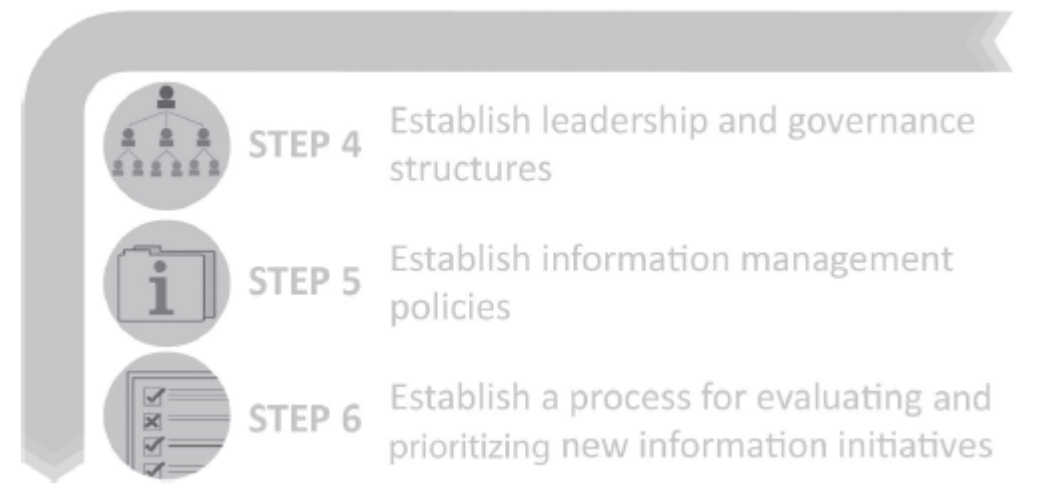 STEP 4 Establish leadership and governance
structures
STEP 5 Establish information management
policies
STEP 6 Establish a process for evaluating and
prioritizing new information initiatives